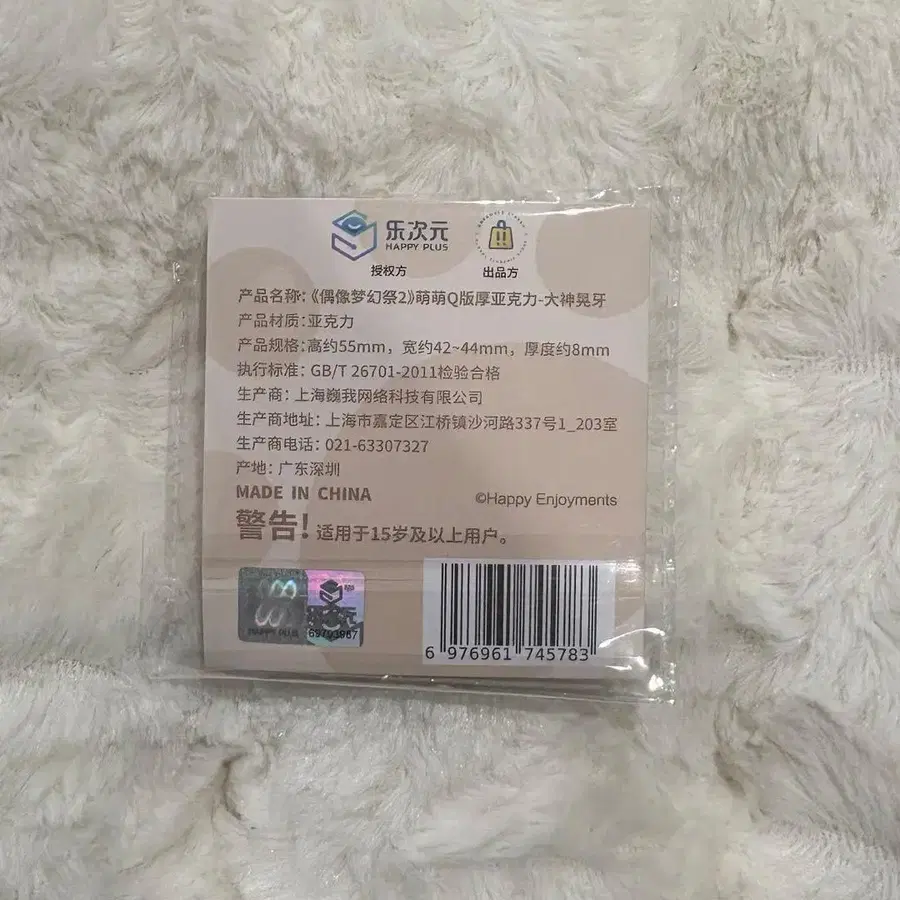 乐次元
HAPPY PLUS
授权方
出品方
产品名称：《偶像梦幻祭2》萌萌Q版厚亚克力-大神晃牙
产品材质：亚克力
产品规格：高约55mm，宽约42~44mm，厚度约8mm
执行标准：GB/T 26701-2011检验合格
生产商：上海巍我网络科技有限公司
生产商地址：上海市嘉定区江桥镇沙河路337号1_203室
生产商电话：021-63307327
产地：广东深圳
MADE IN CHINA
©Happy Enjoyments
警告！适用于15岁及以上用户。
HAPPY PLUS
6 976961 745783